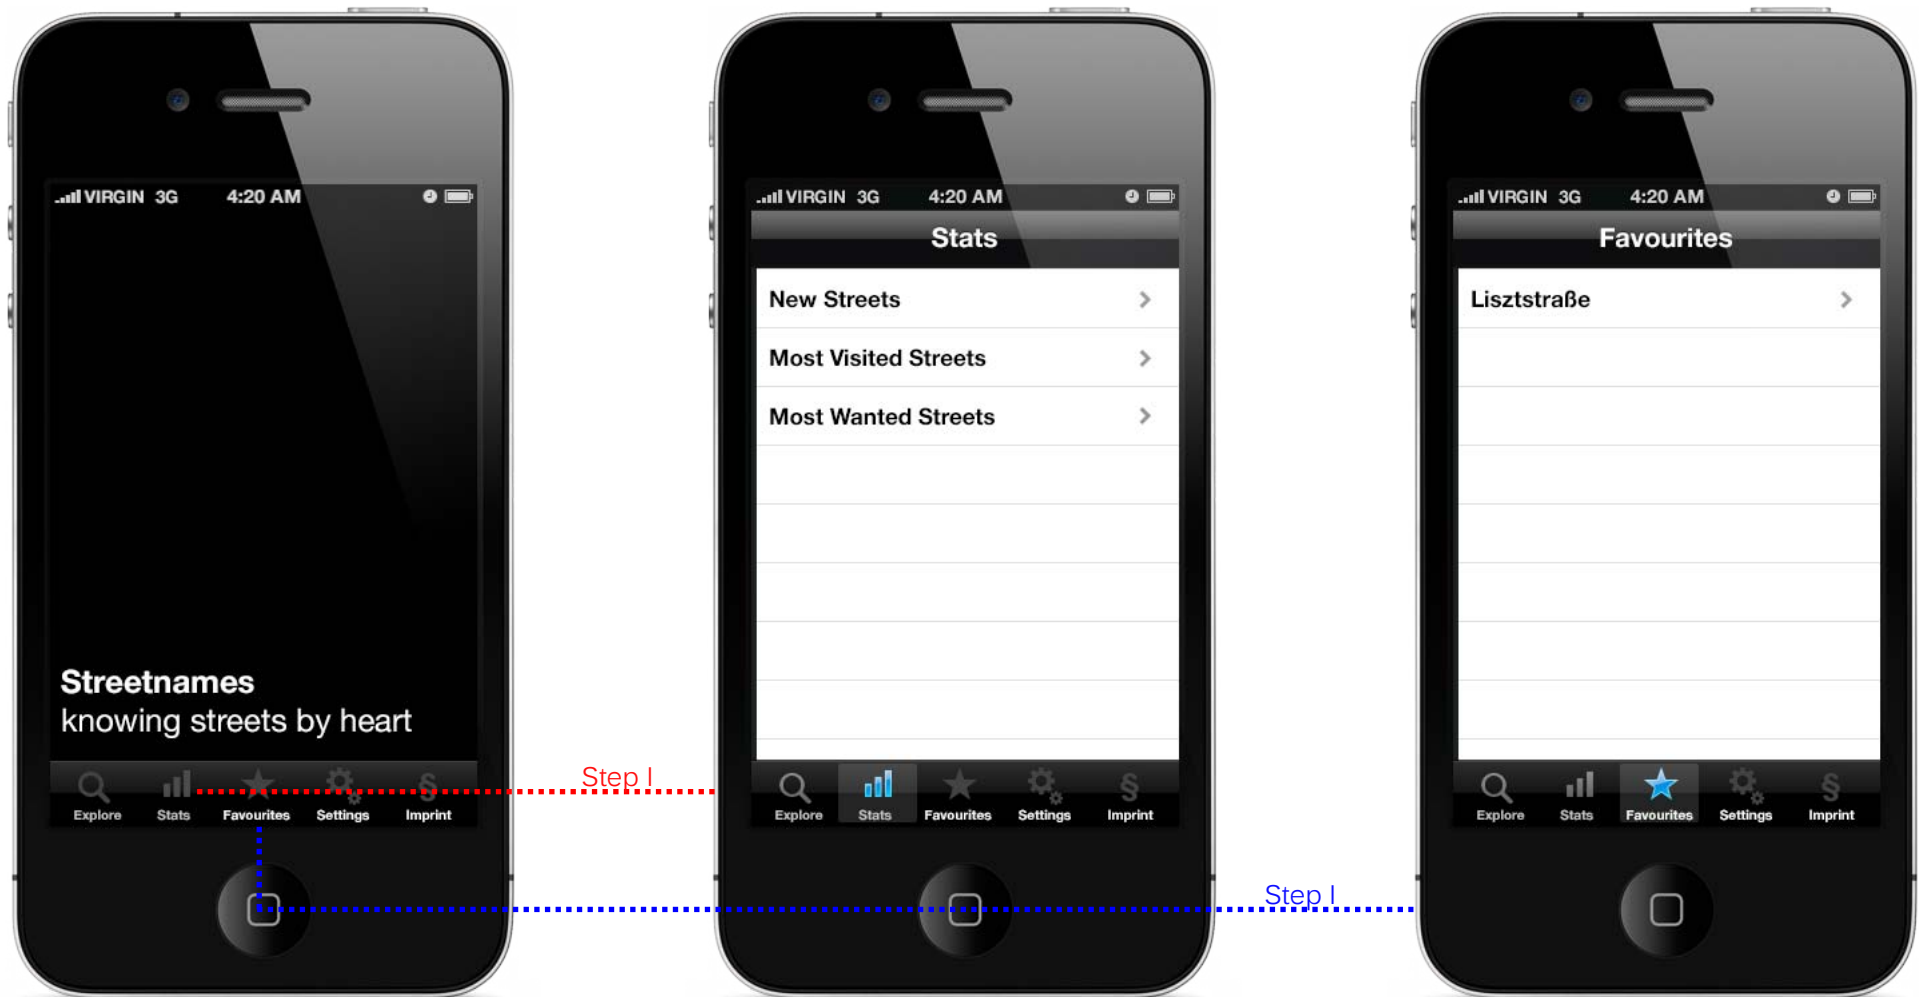 VIRGIN 3G 4:20 AM
Streetnames
knowing streets by heart
Explore Stats Favourites Settings Imprint
Step I
VIRGIN 3G 4:20 AM
Stats
New Streets
Most Visited Streets
Most Wanted Streets
Explore Stats Favourites Settings Imprint
Step I
VIRGIN 3G 4:20 AM
Favourites
Lisztstraße
Explore Stats Favourites Settings Imprint